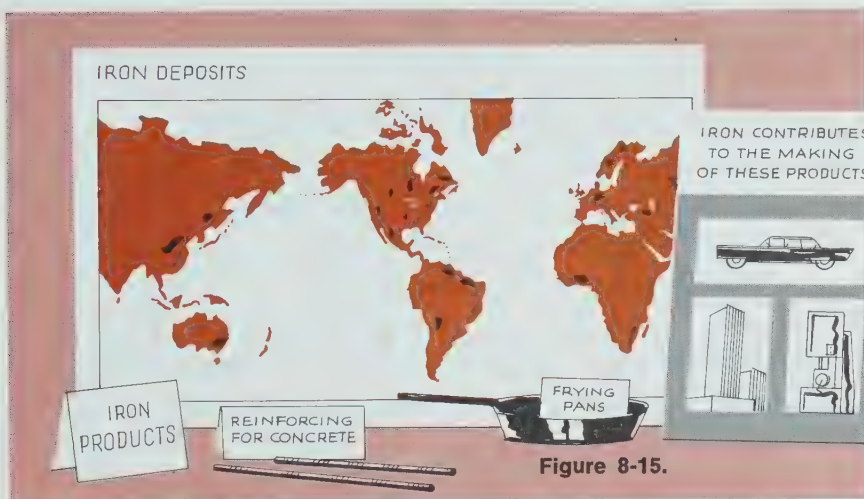 IRON DEPOSITS
IRON CONTRIBUTES
TO THE MAKING
OF THESE PRODUCTS
IRON
PRODUCTS
REINFORCING
FOR CONCRETE
FRYING
PANS
Figure 8-15.